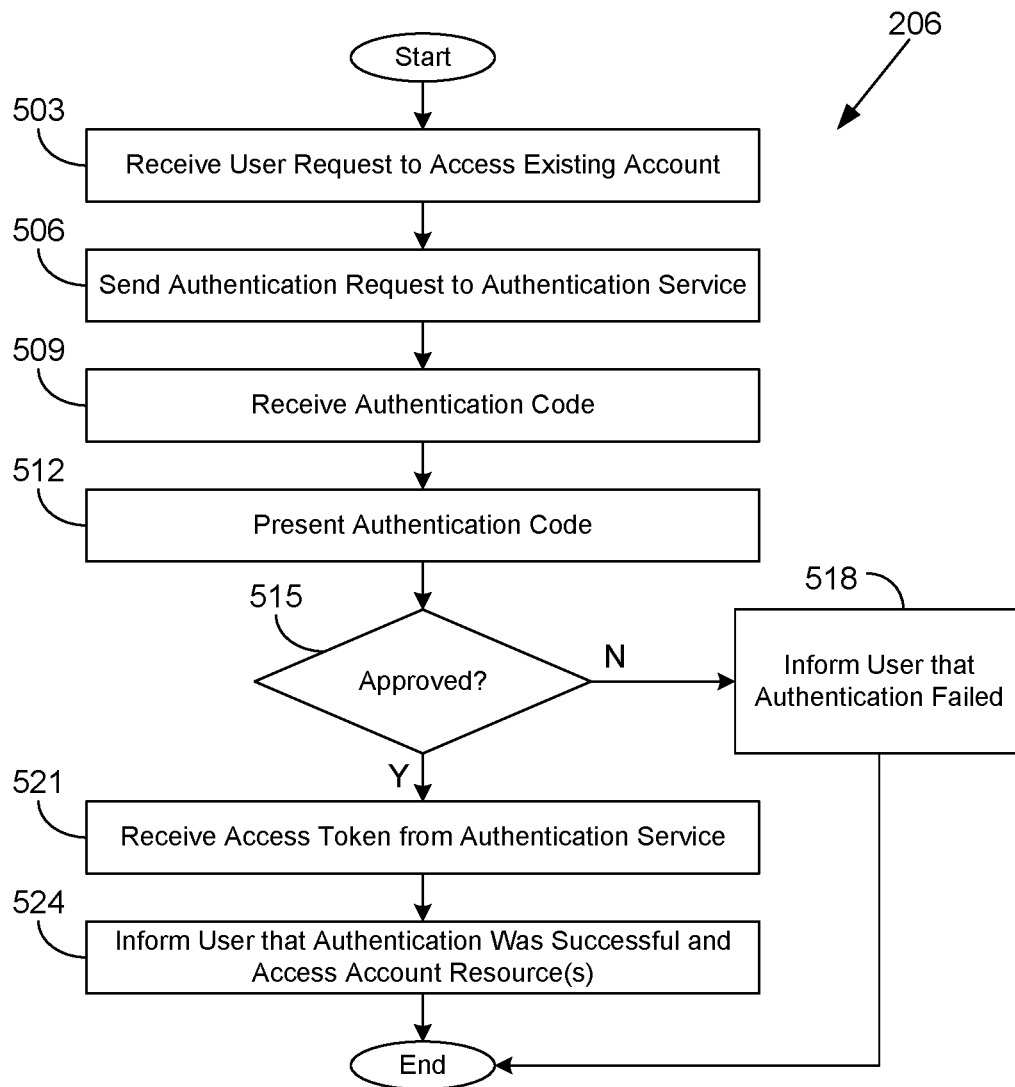 206
Start
503
Receive User Request to Access Existing Account
506
Send Authentication Request to Authentication Service
509
Receive Authentication Code
512
Present Authentication Code
515
Approved?
N
518
Inform User that
Authentication Failed
Y
521
Receive Access Token from Authentication Service
524
Inform User that Authentication Was Successful and
Access Account Resource(s)
End